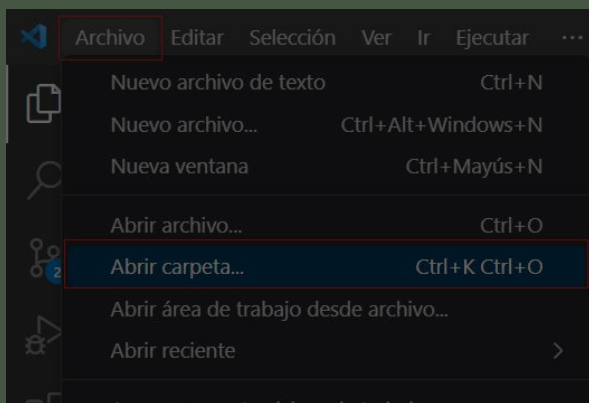 Archivo Editar Selección Ver Ir Ejecutar ...
Nuevo archivo de texto Ctrl+N
Nuevo archivo... Ctrl+Alt+Windows+N
Nueva ventana Ctrl+Mayús+N
Abrir archivo... Ctrl+O
Abrir carpeta... Ctrl+K Ctrl+O
2
Abrir área de trabajo desde archivo...
Abrir reciente